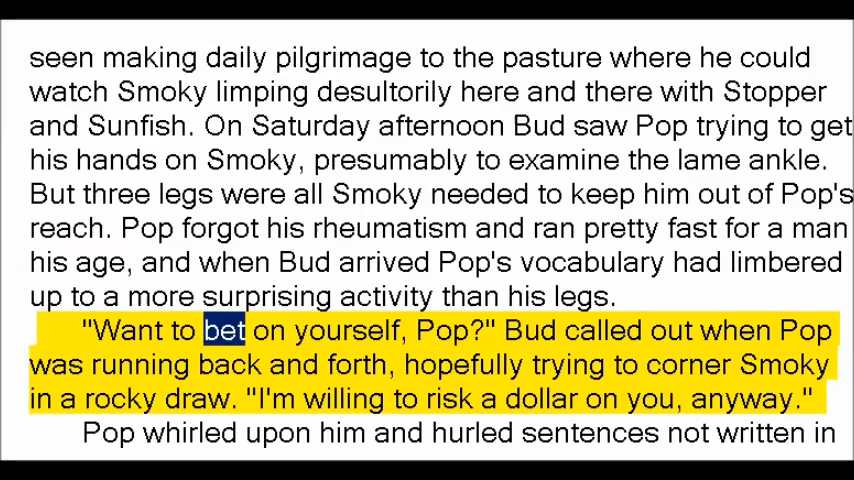 seen making daily pilgrimage to the pasture where he could
watch Smoky limping desultorily here and there with Stopper
and Sunfish. On Saturday afternoon Bud saw Pop trying to get
his hands on Smoky, presumably to examine the lame ankle.
But three legs were all Smoky needed to keep him out of Pop's
reach. Pop forgot his rheumatism and ran pretty fast for a man
his age, and when Bud arrived Pop's vocabulary had limbered
up to a more surprising activity than his legs.
"Want to bet on yourself, Pop?" Bud called out when Pop
was running back and forth, hopefully trying to corner Smoky
in a rocky draw. "I'm willing to risk a dollar on you, anyway."
Pop whirled upon him and hurled sentences not written in